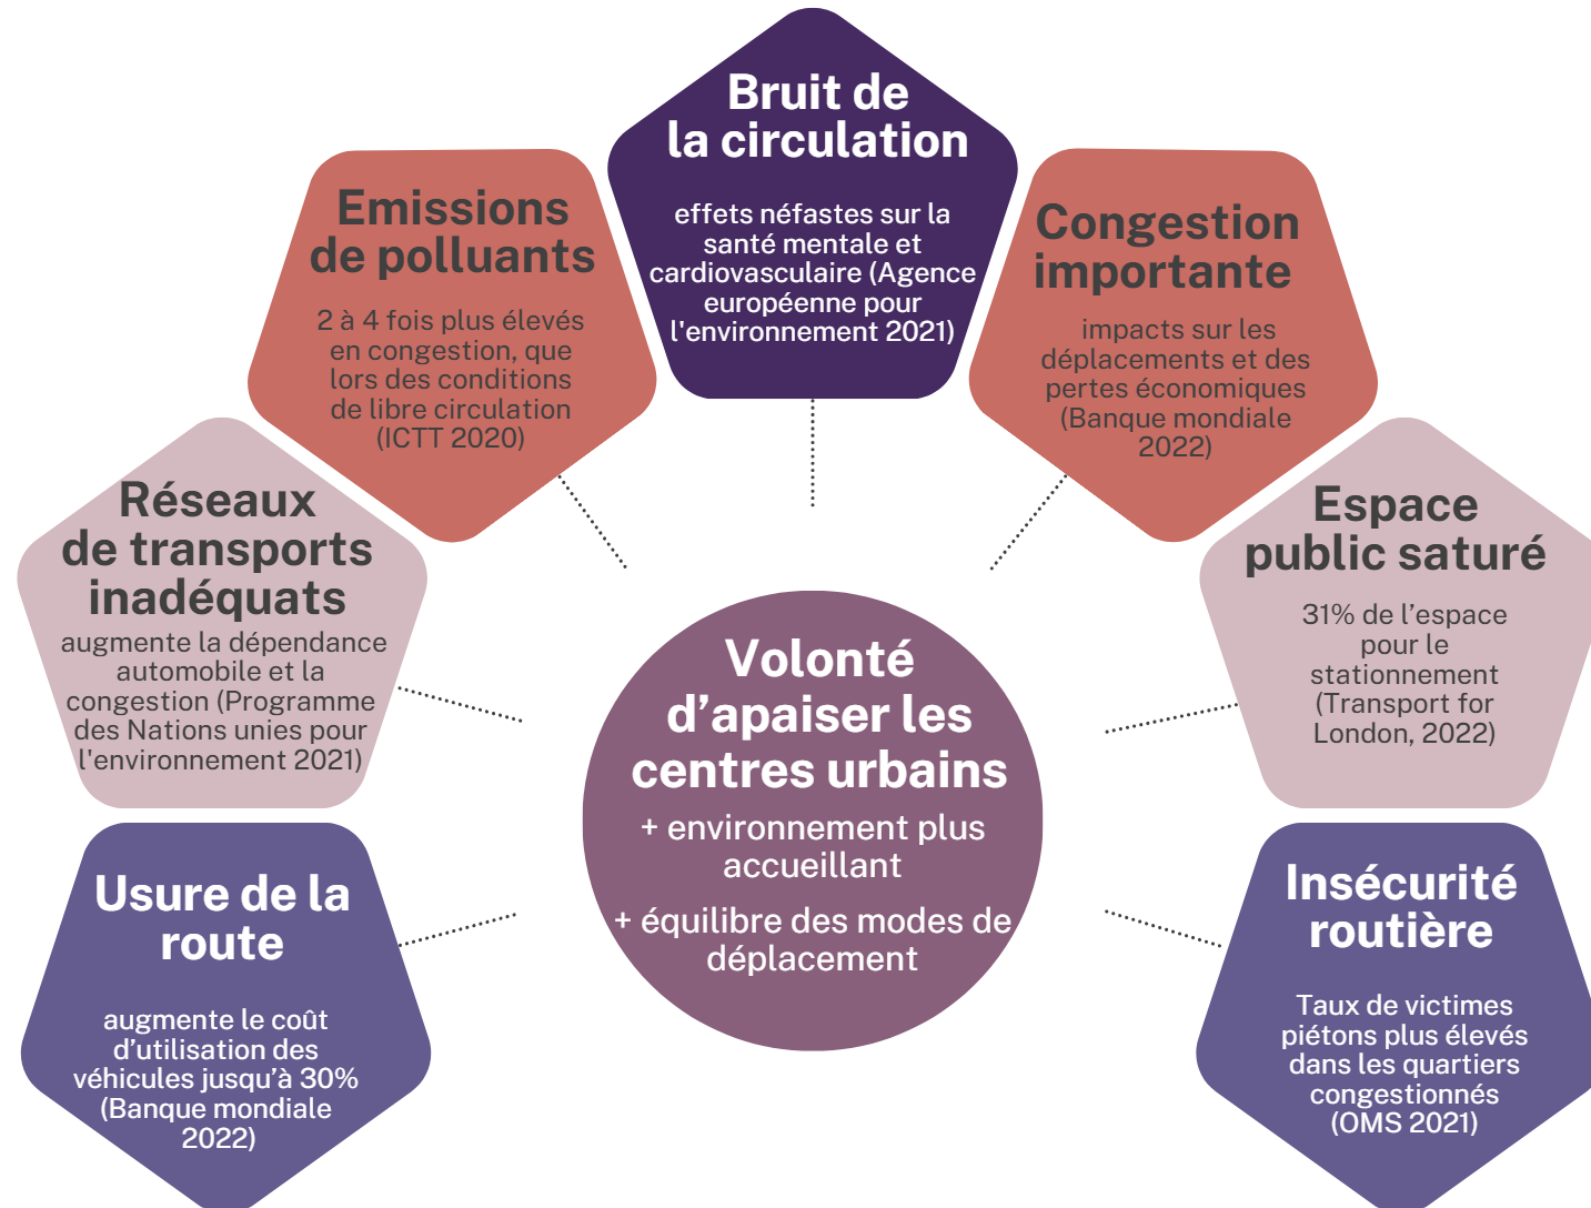 Bruit de
la circulation
effets néfastes sur la
santé mentale et
cardiovasculaire (Agence
européenne pour
l'environnement 2021)
Emissions
de polluants
2 à 4 fois plus élevés
en congestion, que
lors des conditions
de libre circulation
(ICTT 2020)
Congestion
importante
impacts sur les
déplacements et des
pertes économiques
(Banque mondiale
2022)
Réseaux
de transports
inadéquats
augmente la dépendance
automobile et la
congestion (Programme
des Nations unies pour
l'environnement 2021)
Espace
public saturé
31% de l’espace
pour le
stationnement
(Transport for
London, 2022)
Volonté
d’apaiser les
centres urbains
+ environnement plus
accueillant
+ équilibre des modes de
déplacement
Usure de la
route
augmente le coût
d’utilisation des
véhicules jusqu’à 30%
(Banque mondiale
2022)
Insécurité
routière
Taux de victimes
piétons plus élevés
dans les quartiers
congestionnés
(OMS 2021)